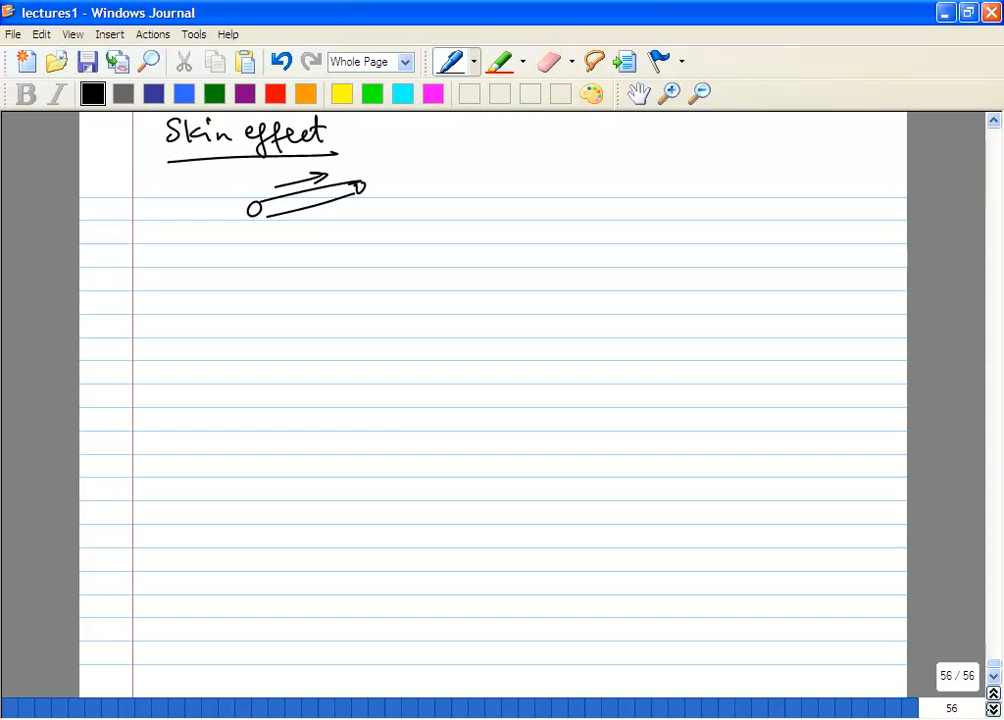 lectures1 - Windows Journal
File Edit View Insert Actions Tools Help
Whole Page
B I
Skin effect
56 / 56
56